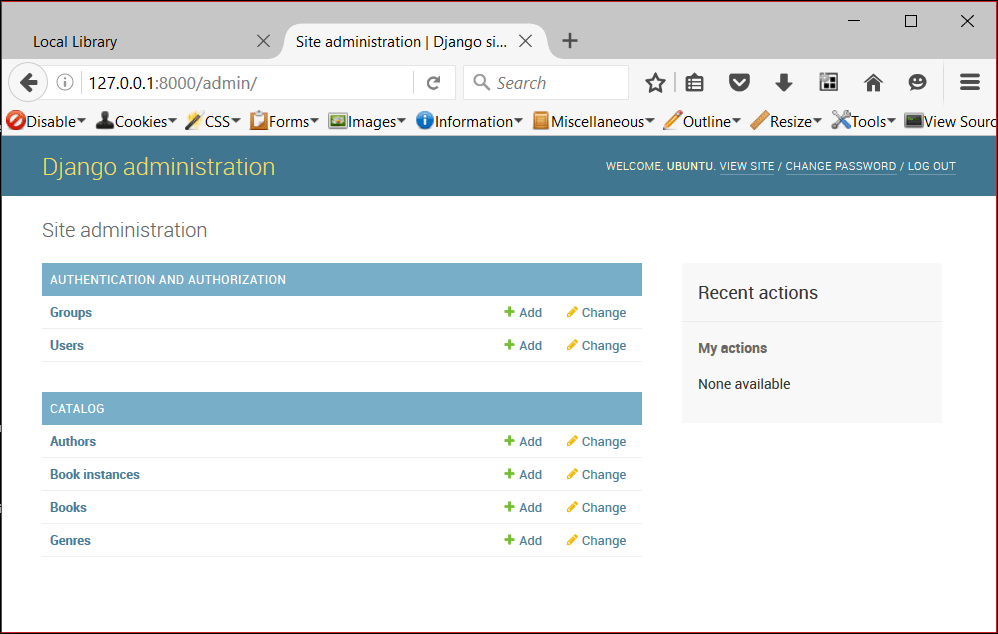 Local Library
Site administration | Django si...
127.0.0.1:8000/admin/
Search
Disable Cookies CSS Forms Images Information Miscellaneous Outline Resize Tools View Sourc
Django administration
WELCOME, UBUNTU. VIEW SITE / CHANGE PASSWORD / LOG OUT
Site administration
AUTHENTICATION AND AUTHORIZATION
Groups Add Change
Users Add Change
CATALOG
Authors Add Change
Book instances Add Change
Books Add Change
Genres Add Change
Recent actions
My actions
None available